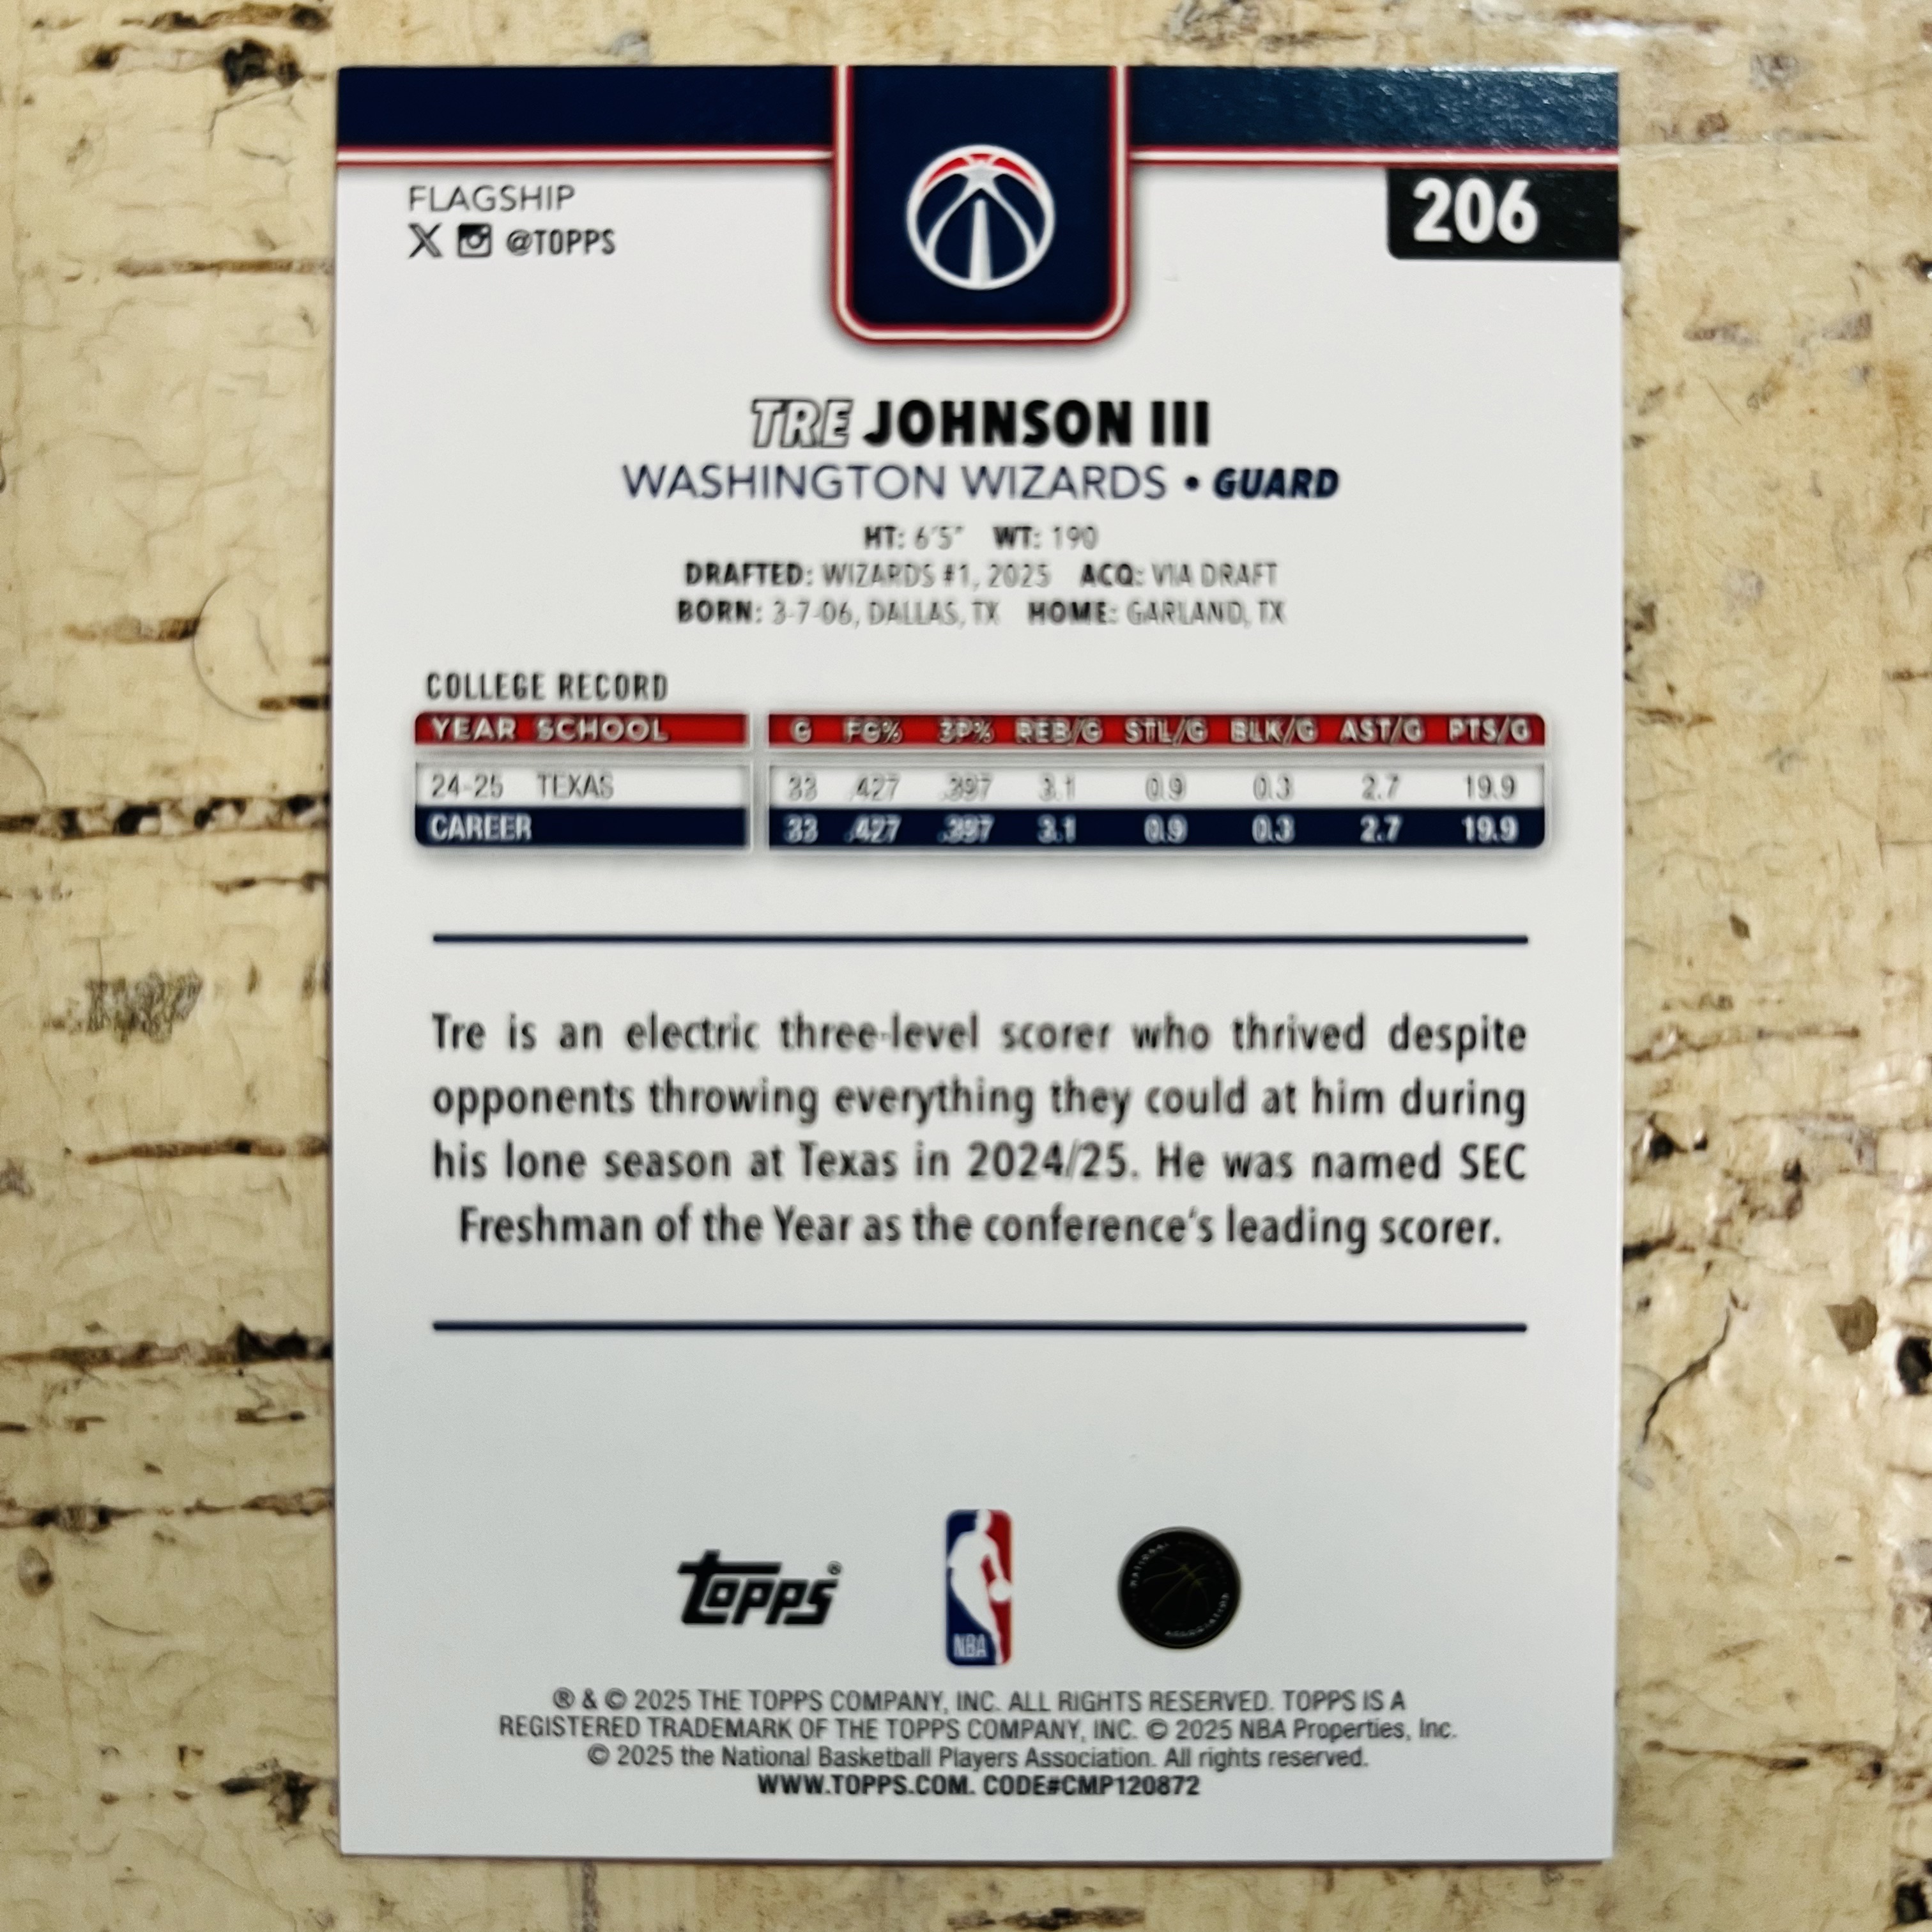 FLAGSHIP
206
X @TOPPS
TRE JOHNSON III
WASHINGTON WIZARDS • GUARD
HT: 6'5" WT: 190
DRAFTED: WIZARDS #1, 2025 ACQ: VIA DRAFT
BORN: 3-7-06, DALLAS, TX HOME: GARLAND, TX
COLLEGE RECORD
YEAR SCHOOL G FG% 3P% REB/G STL/G BLK/G AST/G PTS/G
24-25 TEXAS 33 .427 .397 3.1 0.9 0.3 2.7 19.9
CAREER 33 .427 .397 3.1 0.9 0.3 2.7 19.9
Tre is an electric three-level scorer who thrived despite
opponents throwing everything they could at him during
his lone season at Texas in 2024/25. He was named SEC
Freshman of the Year as the conference's leading scorer.
topps®
NBA
® & © 2025 THE TOPPS COMPANY, INC. ALL RIGHTS RESERVED. TOPPS IS A
REGISTERED TRADEMARK OF THE TOPPS COMPANY, INC. © 2025 NBA Properties, Inc.
© 2025 the National Basketball Players Association. All rights reserved.
WWW.TOPPS.COM. CODE#CMP120872